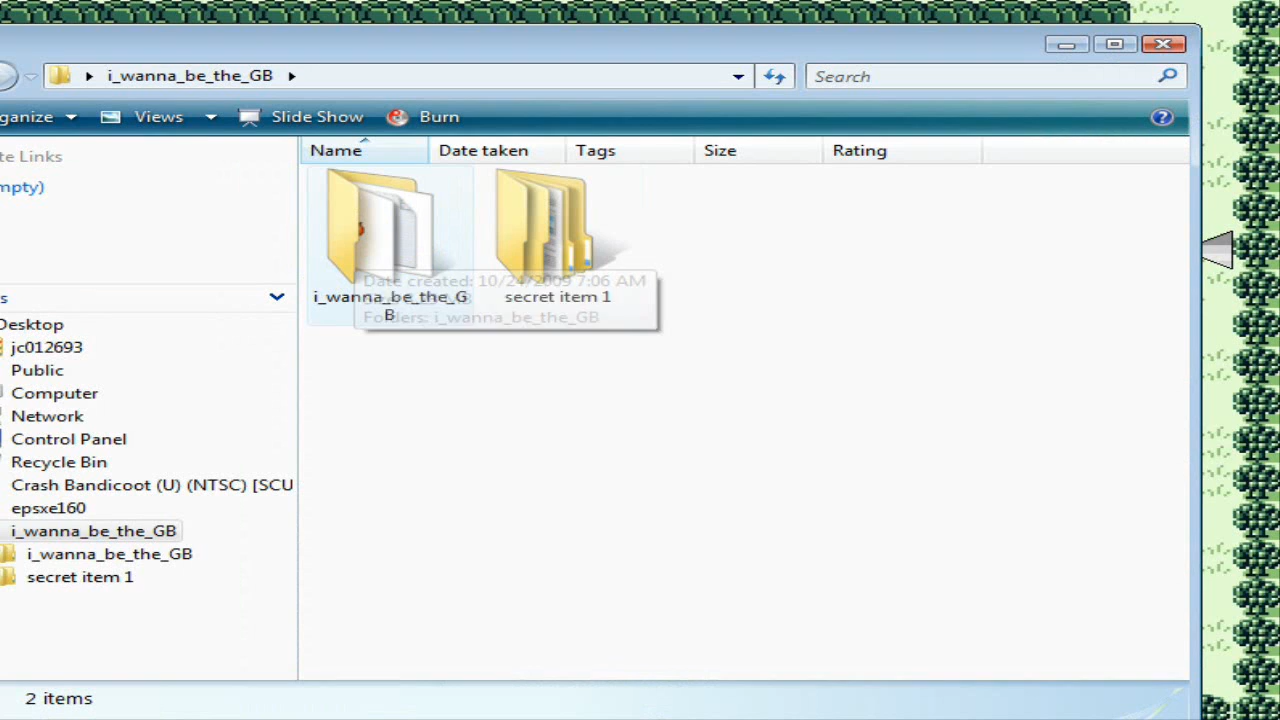 i_wanna_be_the_GB
Search
ganize
Views
Slide Show
Burn
te Links
mpty)
s
Desktop
jc012693
Public
Computer
Network
Control Panel
Recycle Bin
Crash Bandicoot (U) (NTSC) [SCU
epsxe160
i_wanna_be_the_GB
i_wanna_be_the_GB
secret item 1
Name
Date taken
Tags
Size
Rating
i_wanna_be_the_G
B
secret item 1
Date created: 10/24/2009 7:06 AM
Folders: i_wanna_be_the_GB
2 items